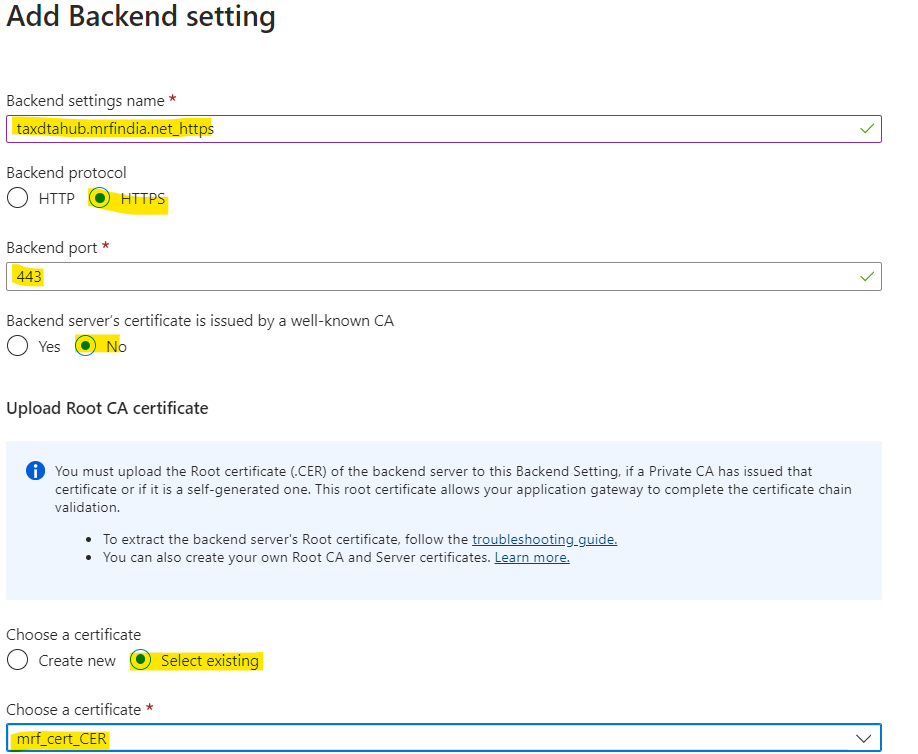 Add Backend setting
Backend settings name *
taxdtahub.mrfindia.net_https
Backend protocol
HTTP HTTPS
Backend port *
443
Backend server's certificate is issued by a well-known CA
Yes No
Upload Root CA certificate
You must upload the Root certificate (.CER) of the backend server to this Backend Setting, if a Private CA has issued that
certificate or if it is a self-generated one. This root certificate allows your application gateway to complete the certificate chain
validation.
• To extract the backend server's Root certificate, follow the troubleshooting guide.
• You can also create your own Root CA and Server certificates. Learn more.
Choose a certificate
Create new Select existing
Choose a certificate *
mrf_cert_CER